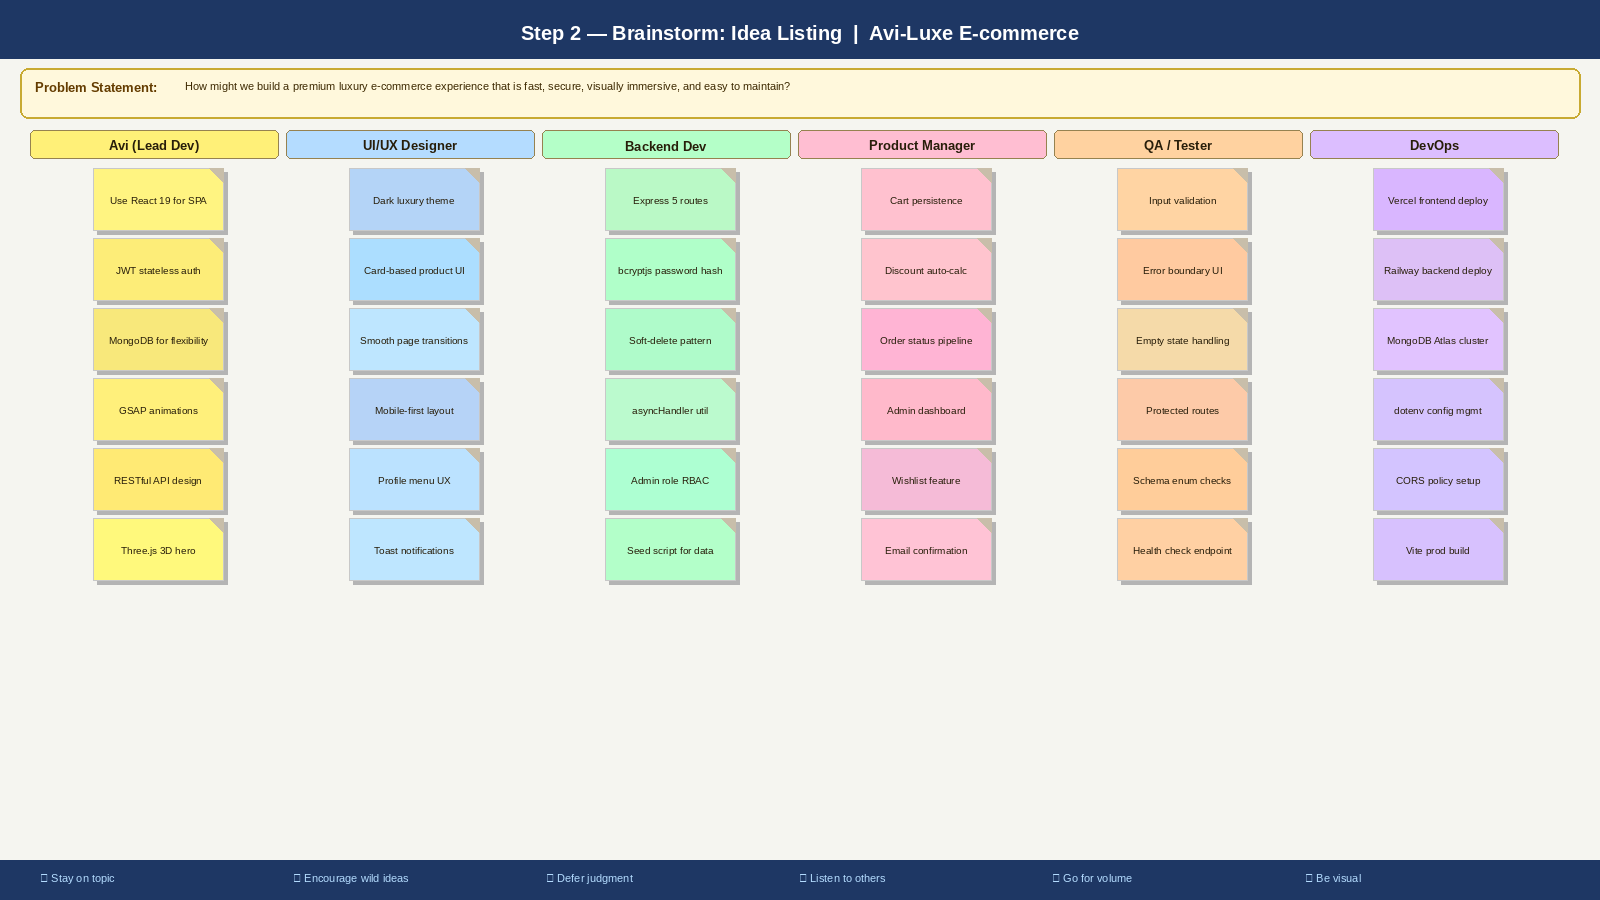 Step 2 — Brainstorm: Idea Listing | Avi-Luxe E-commerce
Problem Statement: How might we build a premium luxury e-commerce experience that is fast, secure, visually immersive, and easy to maintain?
Avi (Lead Dev)
Use React 19 for SPA
JWT stateless auth
MongoDB for flexibility
GSAP animations
RESTful API design
Three.js 3D hero
UI/UX Designer
Dark luxury theme
Card-based product UI
Smooth page transitions
Mobile-first layout
Profile menu UX
Toast notifications
Backend Dev
Express 5 routes
bcryptjs password hash
Soft-delete pattern
asyncHandler util
Admin role RBAC
Seed script for data
Product Manager
Cart persistence
Discount auto-calc
Order status pipeline
Admin dashboard
Wishlist feature
Email confirmation
QA / Tester
Input validation
Error boundary UI
Empty state handling
Protected routes
Schema enum checks
Health check endpoint
DevOps
Vercel frontend deploy
Railway backend deploy
MongoDB Atlas cluster
dotenv config mgmt
CORS policy setup
Vite prod build
Stay on topic
Encourage wild ideas
Defer judgment
Listen to others
Go for volume
Be visual